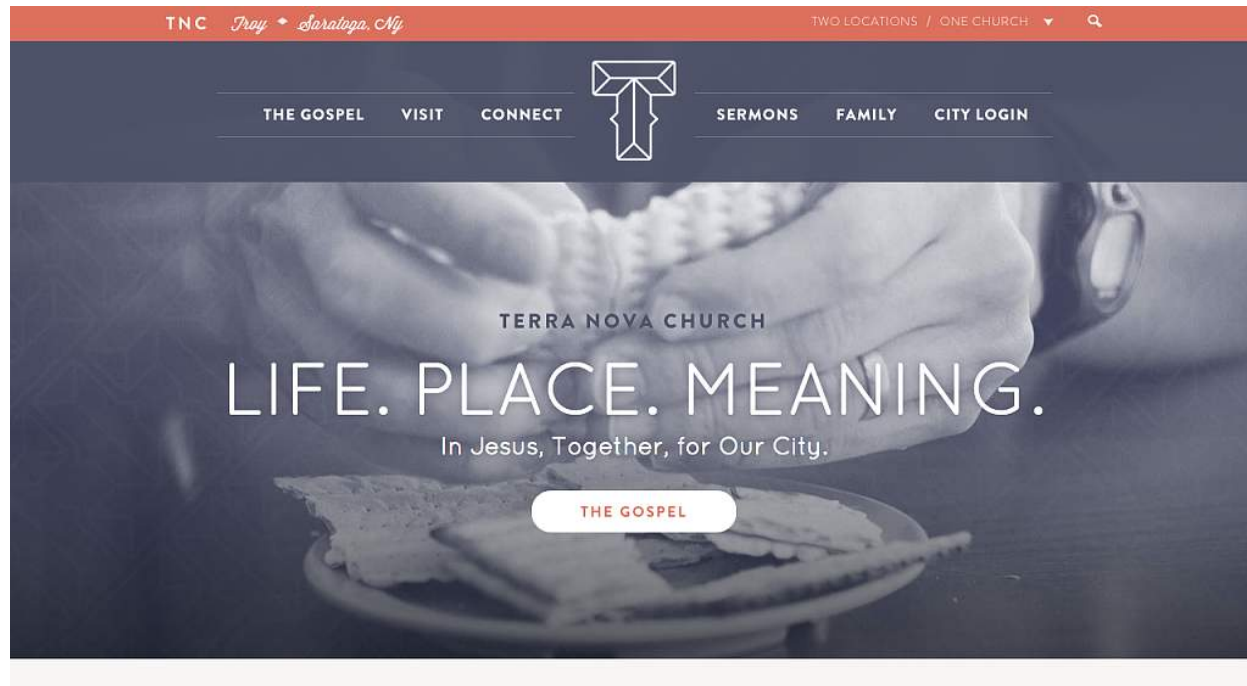 TNC Troy Saratoga, Ny
TWO LOCATIONS / ONE CHURCH
THE GOSPEL VISIT CONNECT T SERMONS FAMILY CITY LOGIN
TERRA NOVA CHURCH
LIFE. PLACE. MEANING.
In Jesus, Together, for Our City.
THE GOSPEL